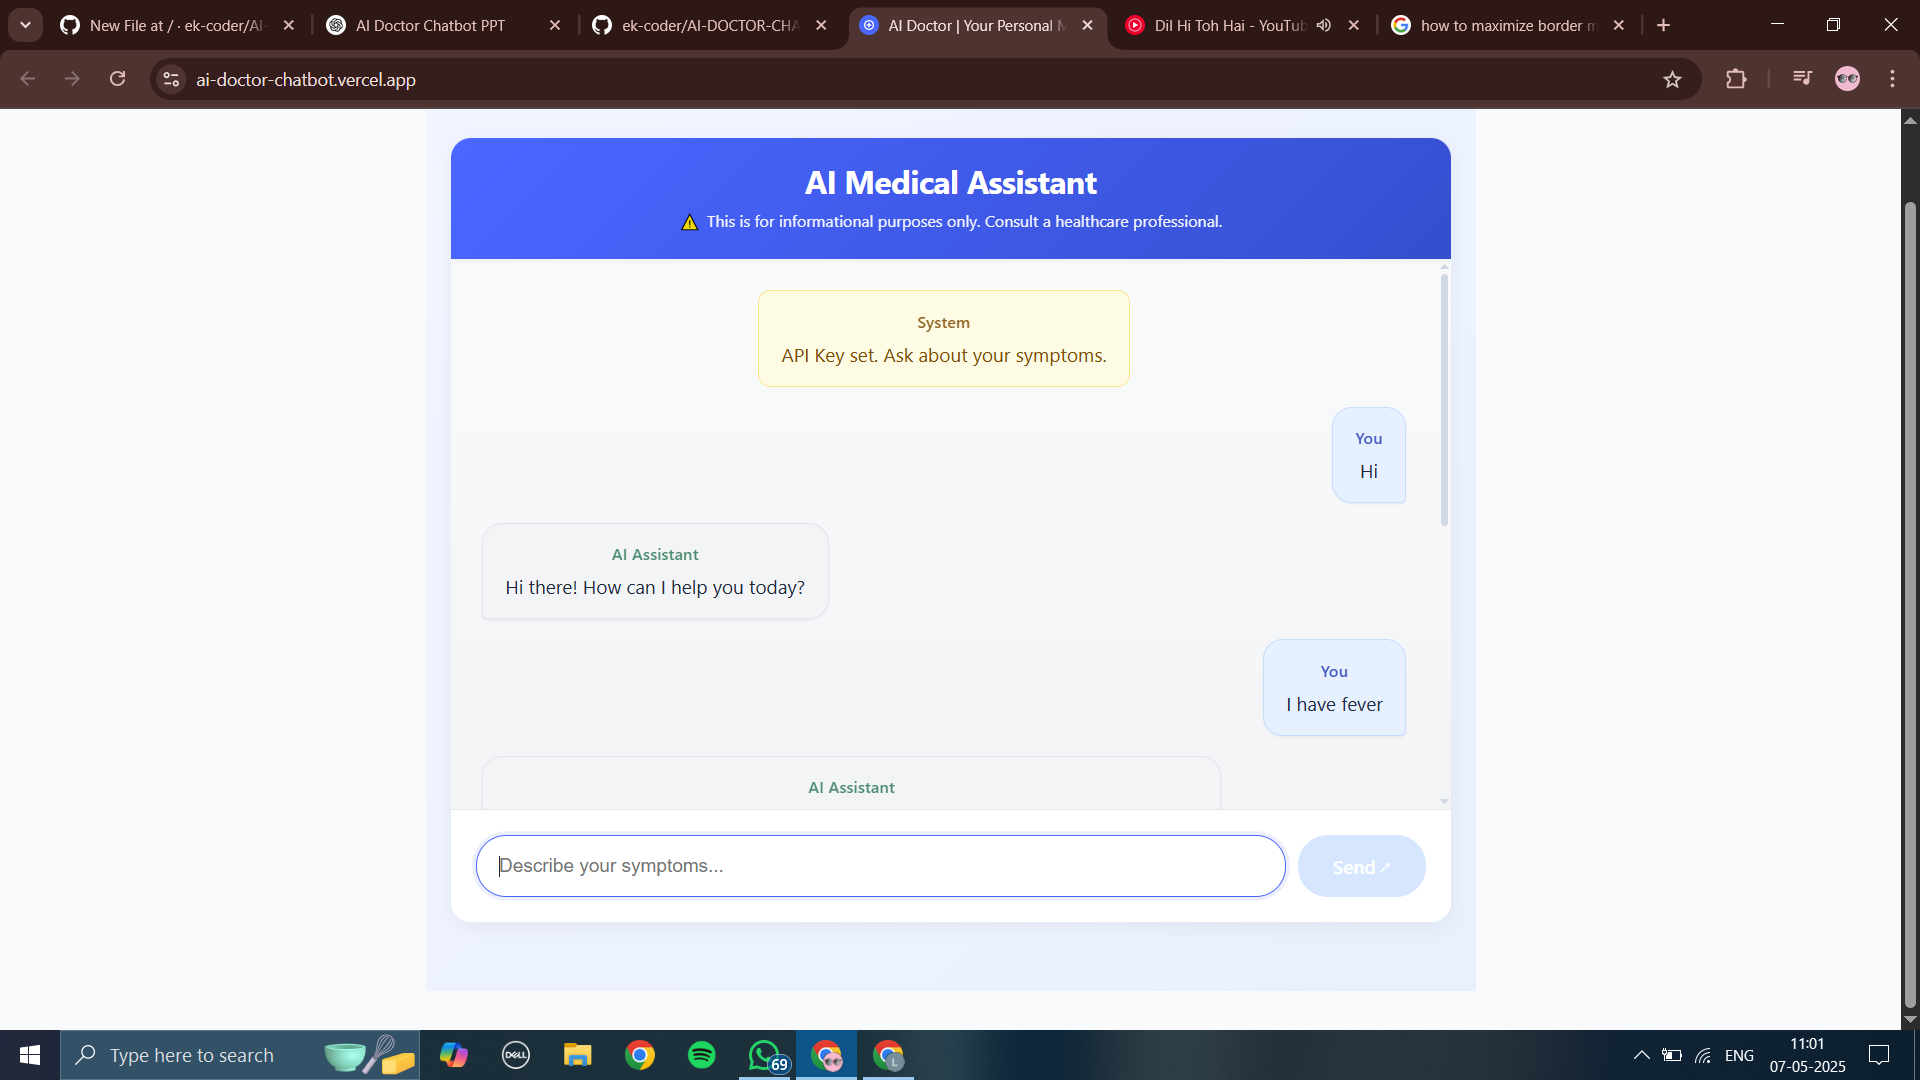 New File at / · ek-coder/AI-
AI Doctor Chatbot PPT
ek-coder/AI-DOCTOR-CHA
AI Doctor | Your Personal M
Dil Hi Toh Hai - YouTub
how to maximize border m
ai-doctor-chatbot.vercel.app
AI Medical Assistant
⚠ This is for informational purposes only. Consult a healthcare professional.
System
API Key set. Ask about your symptoms.
You
Hi
AI Assistant
Hi there! How can I help you today?
You
I have fever
AI Assistant
Describe your symptoms...
Send ↗
Type here to search
DELL
69
L
ENG
11:01
07-05-2025